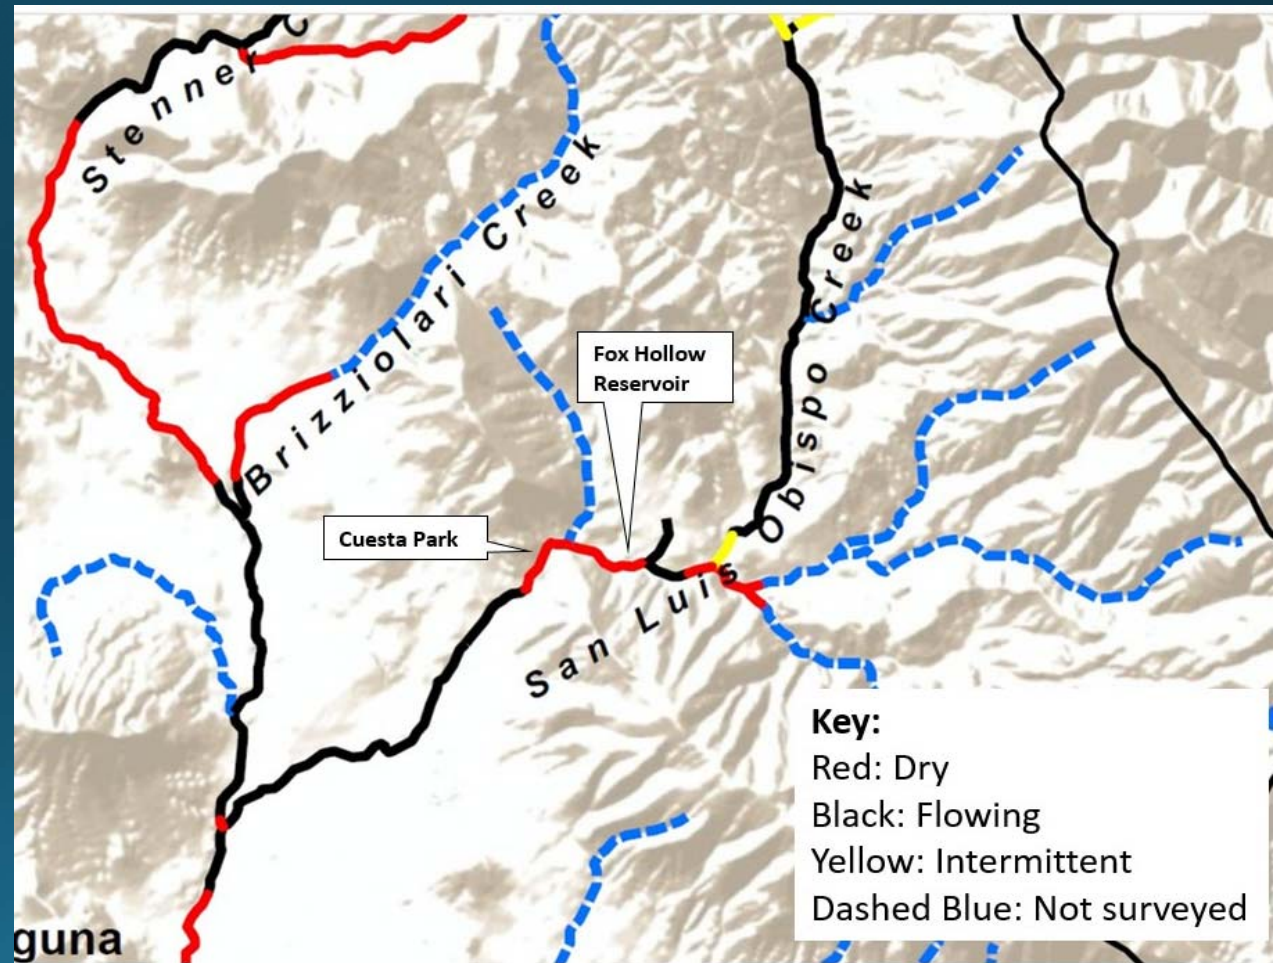 Stenner C
Brizziolari Creek
San Luis Obispo Creek
Fox Hollow
Reservoir
Cuesta Park
guna
Key:
Red: Dry
Black: Flowing
Yellow: Intermittent
Dashed Blue: Not surveyed